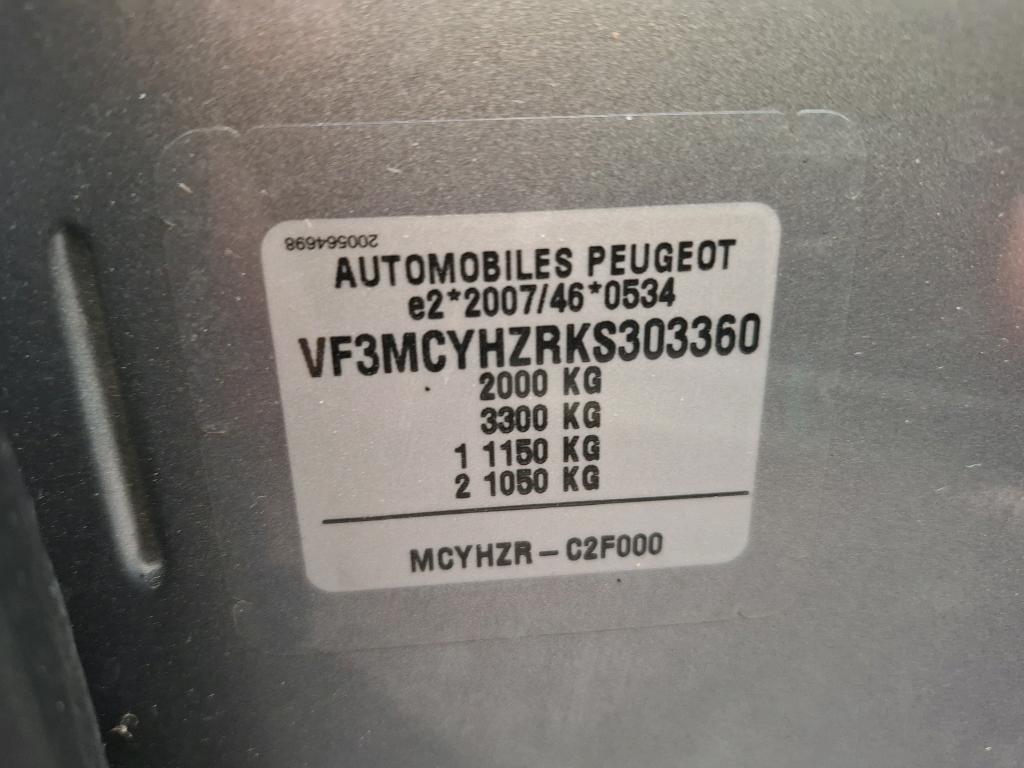 200564698
AUTOMOBILES PEUGEOT
e2*2007/46*0534
VF3MCYHZRKS303360
2000 KG
3300 KG
1 1150 KG
2 1050 KG
MCYHZR – C2F000